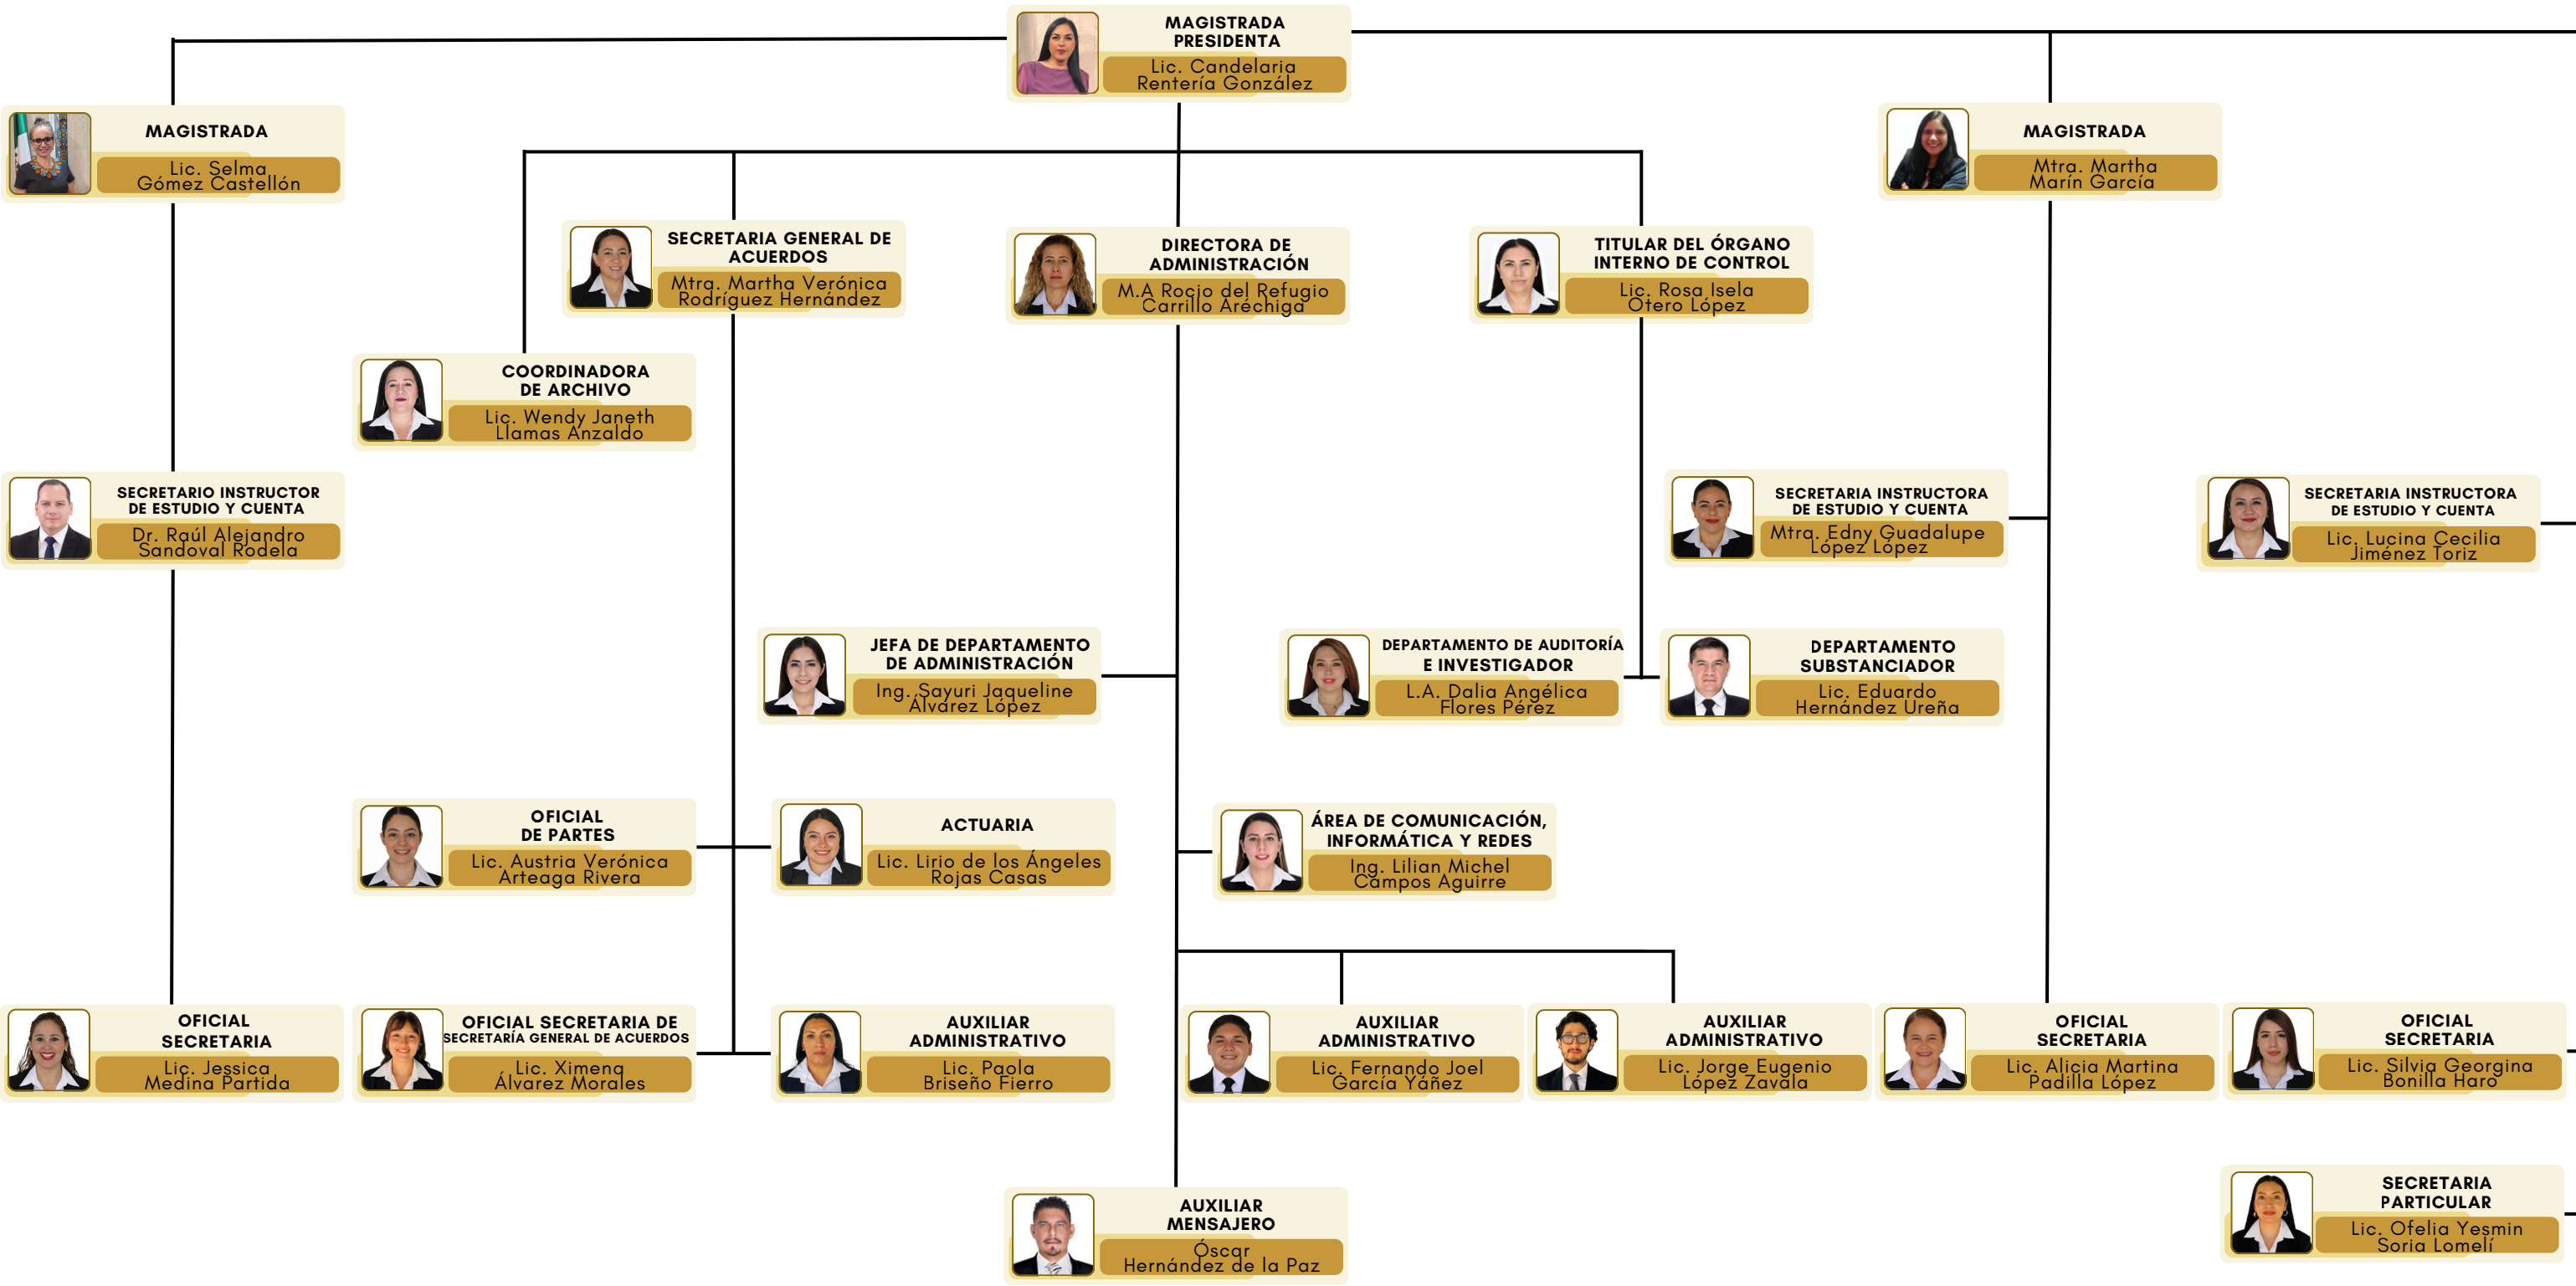 MAGISTRADA
PRESIDENTA
Lic. Candelaria
Rentería González
MAGISTRADA
Lic. Selma
Gómez Castellón
MAGISTRADA
Mtra. Martha
Marín García
SECRETARIA GENERAL DE
ACUERDOS
Mtra. Martha Verónica
Rodríguez Hernández
DIRECTORA DE
ADMINISTRACIÓN
M.A Rocio del Refugio
Carrillo Aréchiga
TITULAR DEL ÓRGANO
INTERNO DE CONTROL
Lic. Rosa Isela
Otero López
COORDINADORA
DE ARCHIVO
Lic. Wendy Janeth
Llamas Anzaldo
SECRETARIO INSTRUCTOR
DE ESTUDIO Y CUENTA
Dr. Raúl Alejandro
Sandoval Rodela
SECRETARIA INSTRUCTORA
DE ESTUDIO Y CUENTA
Mtra. Edny Guadalupe
López López
SECRETARIA INSTRUCTORA
DE ESTUDIO Y CUENTA
Lic. Lucina Cecilia
Jiménez Toriz
JEFA DE DEPARTAMENTO
DE ADMINISTRACIÓN
Ing. Sayuri Jaqueline
Álvarez López
DEPARTAMENTO DE AUDITORÍA
E INVESTIGADOR
L.A. Dalia Angélica
Flores Pérez
DEPARTAMENTO
SUBSTANCIADOR
Lic. Eduardo
Hernández Ureña
OFICIAL
DE PARTES
Lic. Austria Verónica
Arteaga Rivera
ACTUARIA
Lic. Lirio de los Ángeles
Rojas Casas
ÁREA DE COMUNICACIÓN,
INFORMÁTICA Y REDES
Ing. Lilian Michel
Campos Aguirre
OFICIAL
SECRETARIA
Lic. Jessica
Medina Partida
OFICIAL SECRETARIA DE
SECRETARÍA GENERAL DE ACUERDOS
Lic. Ximena
Álvarez Morales
AUXILIAR
ADMINISTRATIVO
Lic. Paola
Briseño Fierro
AUXILIAR
ADMINISTRATIVO
Lic. Fernando Joel
García Yáñez
AUXILIAR
ADMINISTRATIVO
Lic. Jorge Eugenio
López Zavala
OFICIAL
SECRETARIA
Lic. Alicia Martina
Padilla López
OFICIAL
SECRETARIA
Lic. Silvia Georgina
Bonilla Haro
AUXILIAR
MENSAJERO
Óscar
Hernández de la Paz
SECRETARIA
PARTICULAR
Lic. Ofelia Yesmin
Soria Lomelí